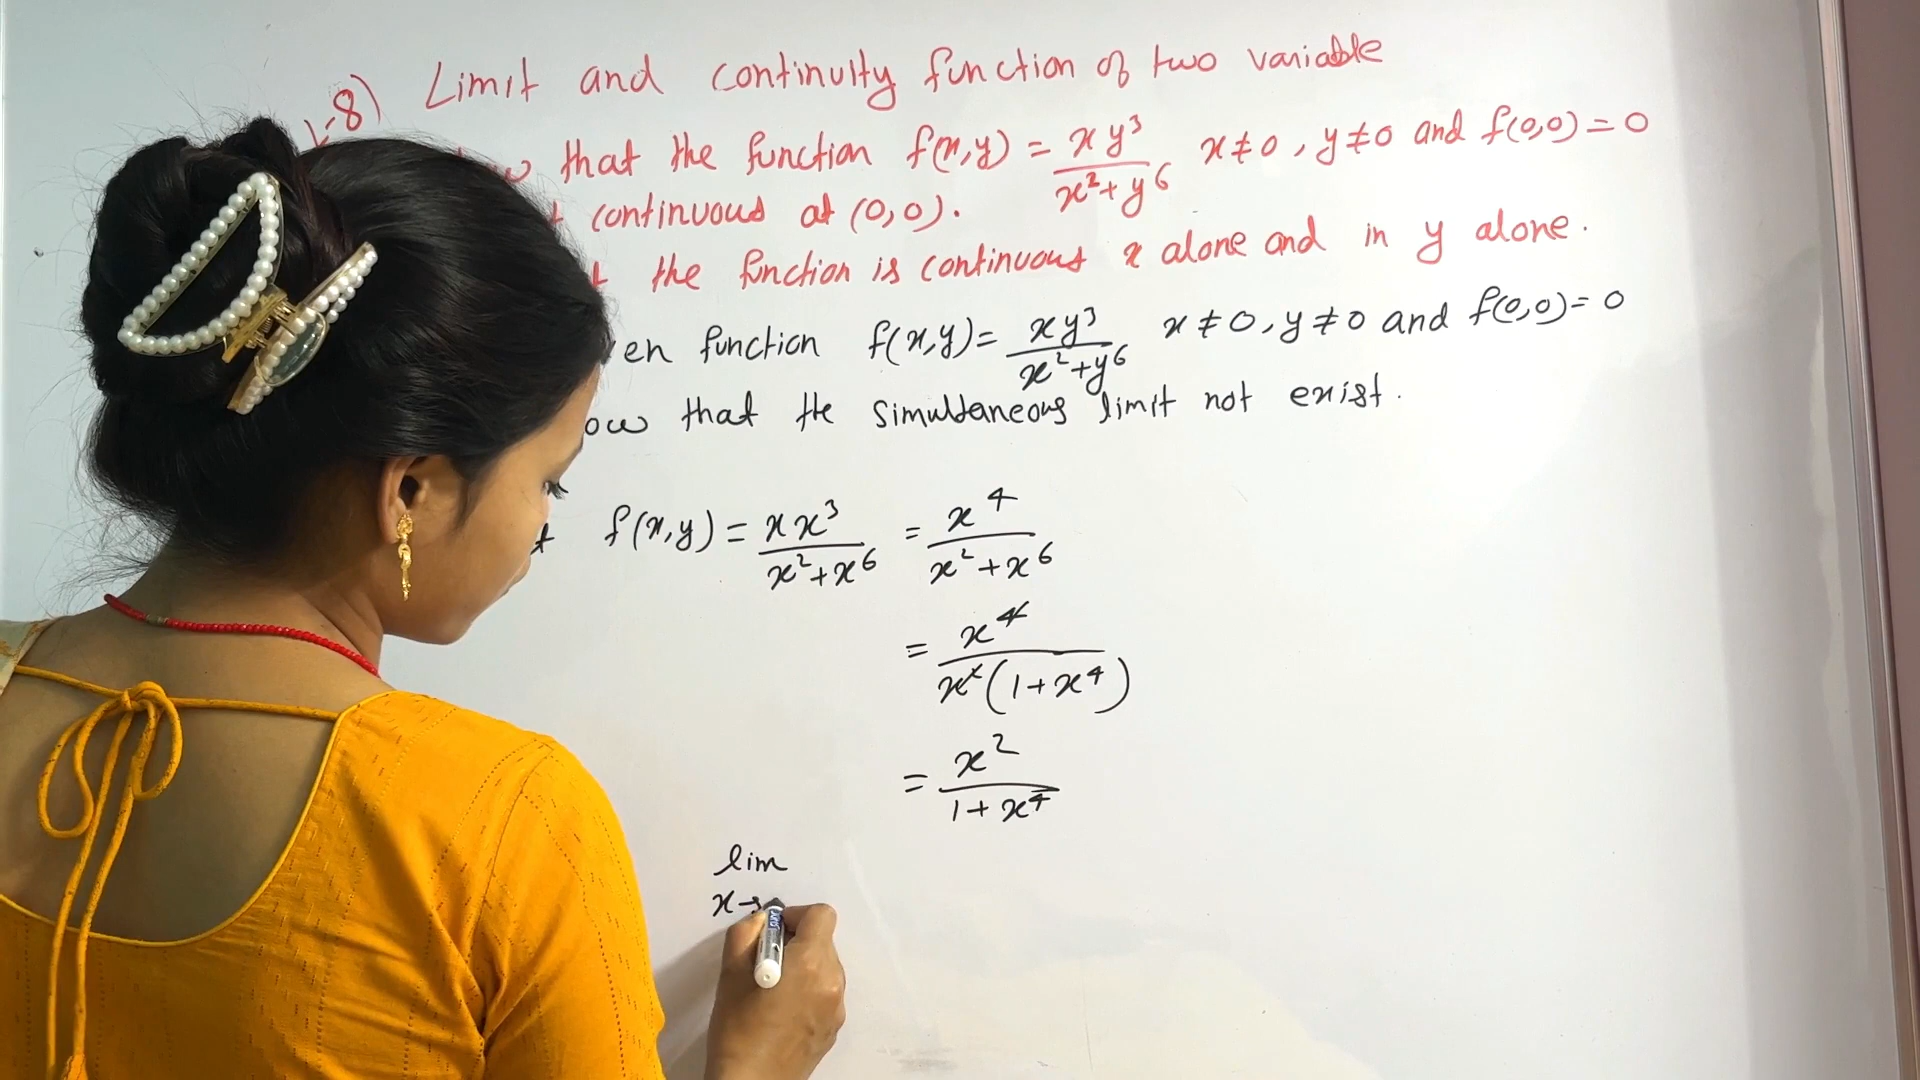 -8) Limit and continuity function of two variable
that the function f(x,y) = xy³/x²+y⁶ x≠0, y≠0 and f(0,0)=0
continuous at (0,0).
the function is continuous x alone and in y alone.
en function f(x,y)= xy³/x²+y⁶ x≠0, y≠0 and f(0,0)=0
ow that the simultaneous limit not exist.
f(x,y) = xx³/x²+x⁶ = x⁴/x²+x⁶
= x⁴/x²(1+x⁴)
= x²/1+x⁴
lim
x→